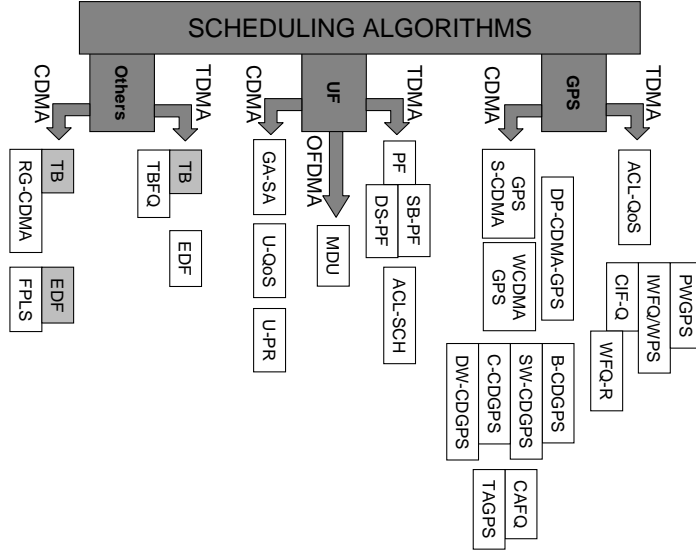 SCHEDULING ALGORITHMS
Others
UF
GPS
CDMA
TDMA
CDMA
OFDMA
TDMA
CDMA
TDMA
TB
RG-CDMA
EDF
FPLS
TB
TBFQ
EDF
GA-SA
U-QoS
U-PR
MDU
PF
SB-PF
DS-PF
ACL-SCH
GPS
S-CDMA
WCDMA
GPS
DP-CDMA-GPS
B-CDGPS
SW-CDGPS
C-CDGPS
DW-CDGPS
CAFQ
TAGPS
ACL-QoS
PWGPS
IWFQ/WPS
CIF-Q
WFQ-R